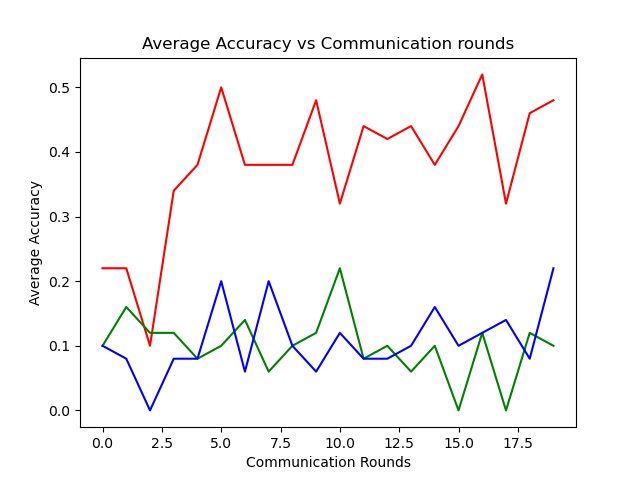 Average Accuracy vs Communication rounds
0.5
0.4
0.3
0.2
0.1
0.0
Average Accuracy
0.0 2.5 5.0 7.5 10.0 12.5 15.0 17.5
Communication Rounds